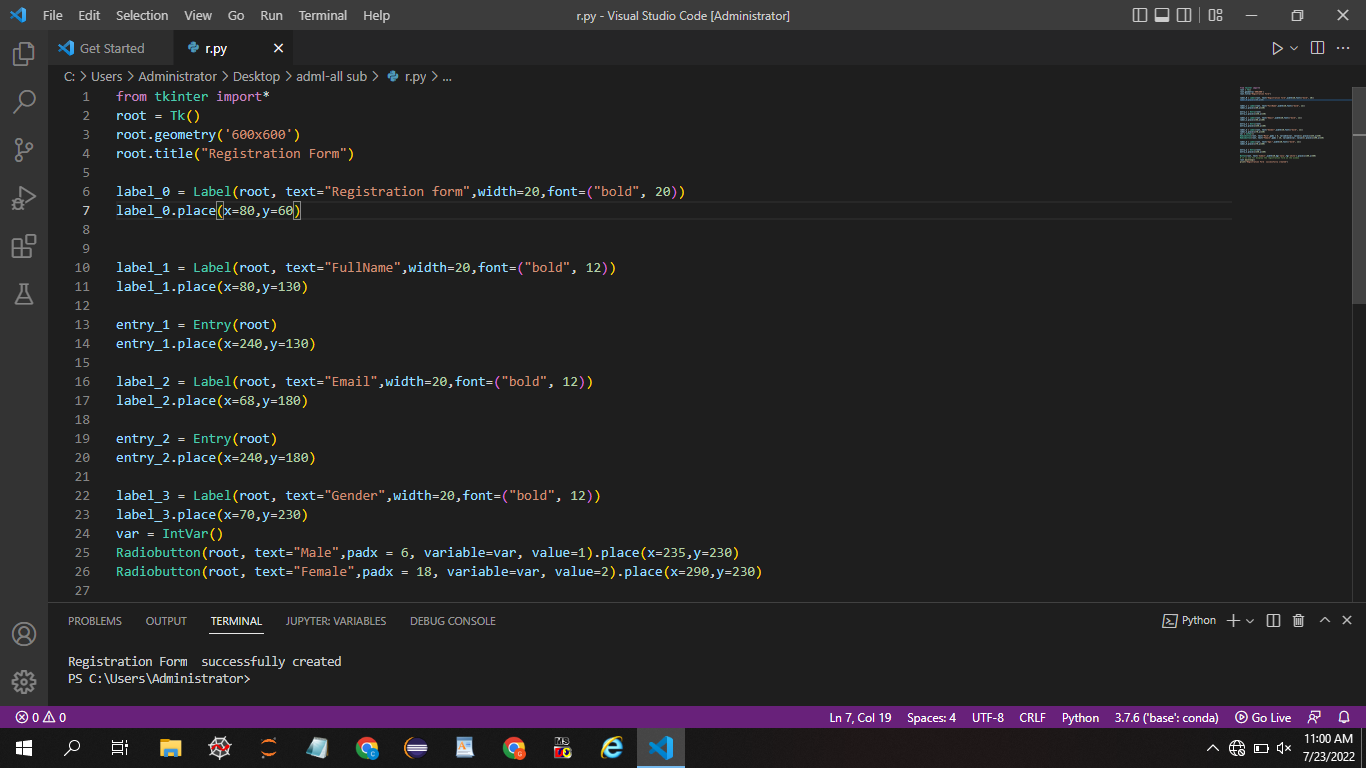 File Edit Selection View Go Run Terminal Help r.py - Visual Studio Code [Administrator]
Get Started r.py
C: > Users > Administrator > Desktop > adml-all sub > r.py > ...
1 from tkinter import*
2 root = Tk()
3 root.geometry('600x600')
4 root.title("Registration Form")
5
6 label_0 = Label(root, text="Registration form",width=20,font=("bold", 20))
7 label_0.place(x=80,y=60)
8
9
10 label_1 = Label(root, text="FullName",width=20,font=("bold", 12))
11 label_1.place(x=80,y=130)
12
13 entry_1 = Entry(root)
14 entry_1.place(x=240,y=130)
15
16 label_2 = Label(root, text="Email",width=20,font=("bold", 12))
17 label_2.place(x=68,y=180)
18
19 entry_2 = Entry(root)
20 entry_2.place(x=240,y=180)
21
22 label_3 = Label(root, text="Gender",width=20,font=("bold", 12))
23 label_3.place(x=70,y=230)
24 var = IntVar()
25 Radiobutton(root, text="Male",padx = 6, variable=var, value=1).place(x=235,y=230)
26 Radiobutton(root, text="Female",padx = 18, variable=var, value=2).place(x=290,y=230)
27
PROBLEMS OUTPUT TERMINAL JUPYTER: VARIABLES DEBUG CONSOLE Python
Registration Form  successfully created
PS C:\Users\Administrator>
0 0 Ln 7, Col 19 Spaces: 4 UTF-8 CRLF Python 3.7.6 ('base': conda) Go Live
11:00 AM
7/23/2022